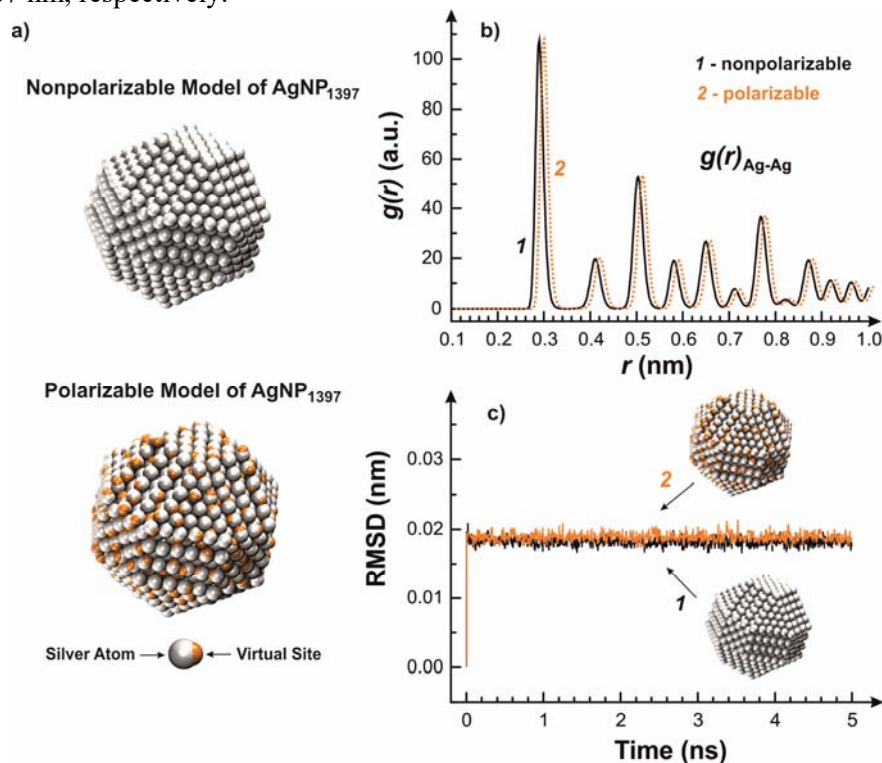 37 nm, respectively.
a)
Nonpolarizable Model of AgNP1397
Polarizable Model of AgNP1397
Silver Atom
Virtual Site
b)
1 - nonpolarizable
2 - polarizable
g(r)Ag-Ag
g(r) (a.u.)
100
80
60
40
20
0
1
2
0.1 0.2 0.3 0.4 0.5 0.6 0.7 0.8 0.9 1.0
r (nm)
c)
RMSD (nm)
0.03
0.02
0.01
0.00
2
1
0 1 2 3 4 5
Time (ns)